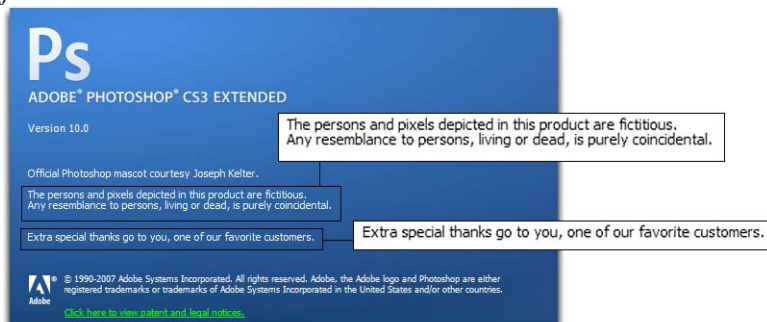 Ps
ADOBE® PHOTOSHOP® CS3 EXTENDED
Version 10.0
The persons and pixels depicted in this product are fictitious.
Any resemblance to persons, living or dead, is purely coincidental.
Official Photoshop mascot courtesy Joseph Kelter.
The persons and pixels depicted in this product are fictitious.
Any resemblance to persons, living or dead, is purely coincidental.
Extra special thanks go to you, one of our favorite customers.
Extra special thanks go to you, one of our favorite customers.
© 1990-2007 Adobe Systems Incorporated. All rights reserved. Adobe, the Adobe logo and Photoshop are either
registered trademarks or trademarks of Adobe Systems Incorporated in the United States and/or other countries.
Adobe
Click here to view patent and legal notices.